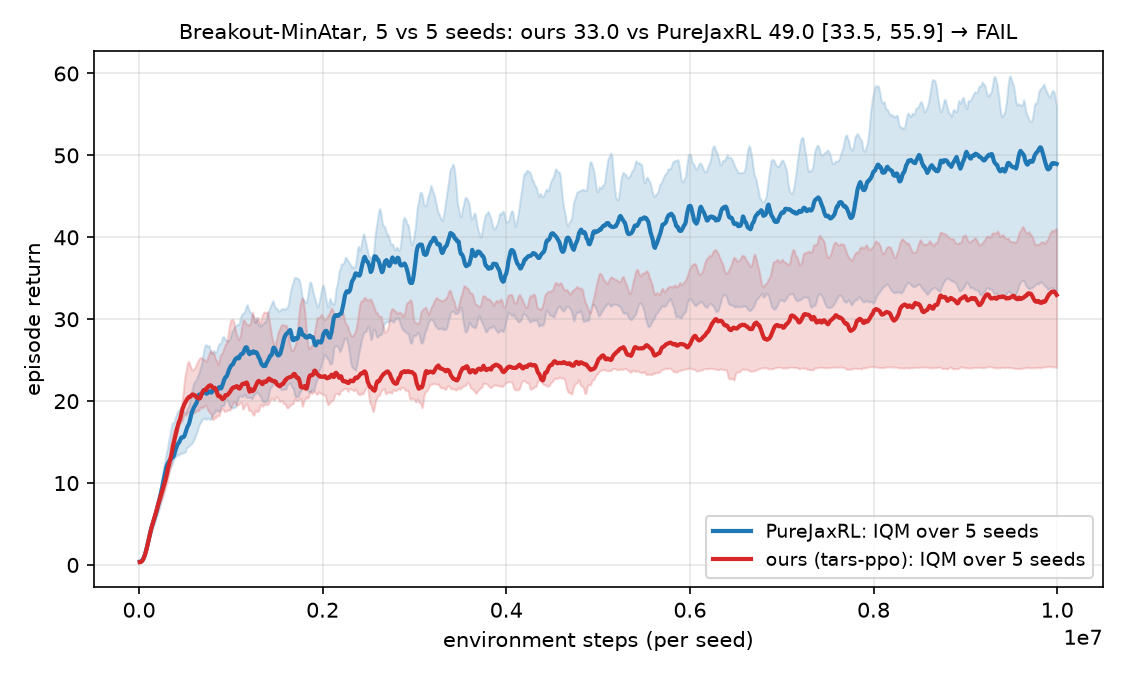 Breakout-MinAtar, 5 vs 5 seeds: ours 33.0 vs PureJaxRL 49.0 [33.5, 55.9] → FAIL
60
50
40
30
20
10
0
episode return
PureJaxRL: IQM over 5 seeds
ours (tars-ppo): IQM over 5 seeds
0.0 0.2 0.4 0.6 0.8 1.0
1e7
environment steps (per seed)